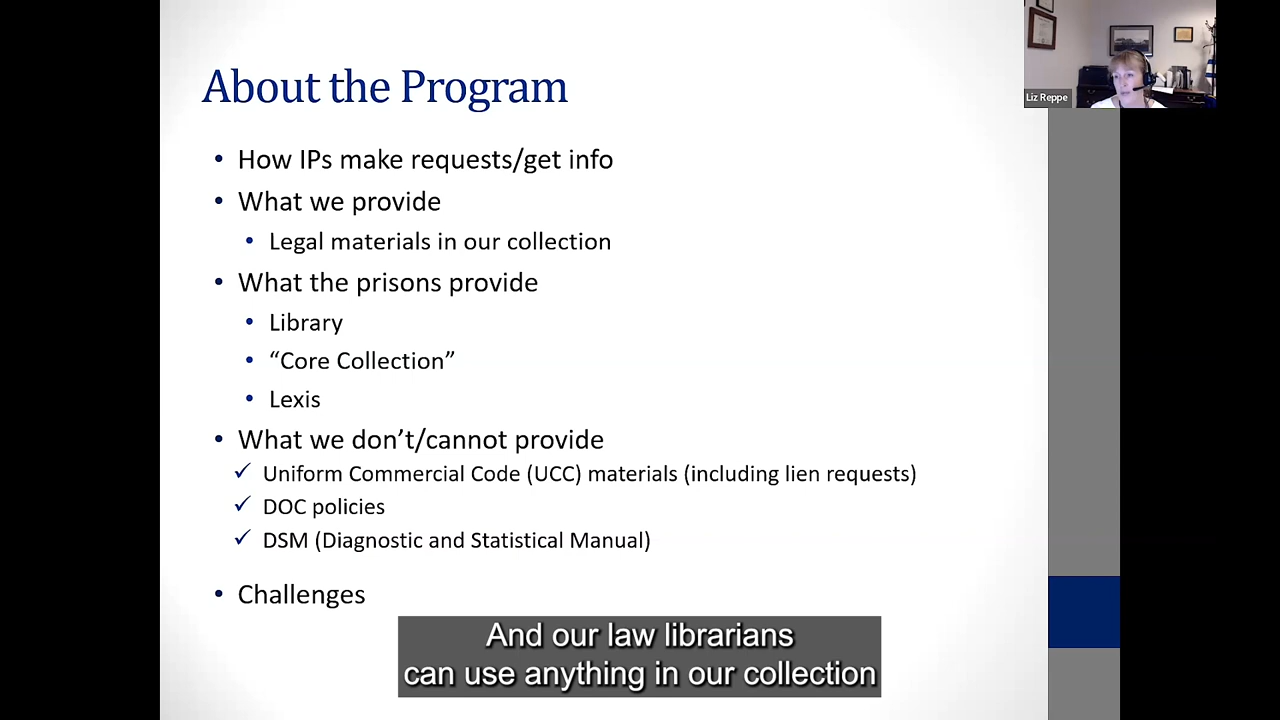 About the Program
Liz Reppe
• How IPs make requests/get info
• What we provide
• Legal materials in our collection
• What the prisons provide
• Library
• “Core Collection”
• Lexis
• What we don’t/cannot provide
✓ Uniform Commercial Code (UCC) materials (including lien requests)
✓ DOC policies
✓ DSM (Diagnostic and Statistical Manual)
• Challenges
And our law librarians
can use anything in our collection